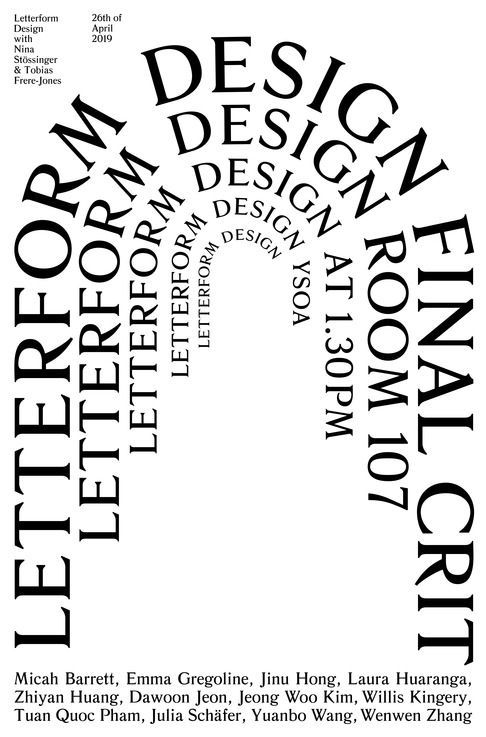 Letterform
Design
with
Nina
Stössinger
& Tobias
Frere-Jones
26th of
April
2019
LETTERFORM DESIGN FINAL CRIT
LETTERFORM DESIGN ROOM 107
LETTERFORM DESIGN AT 1.30PM
LETTERFORM DESIGN YSOA
LETTERFORM DESIGN
Micah Barrett, Emma Gregoline, Jinu Hong, Laura Huaranga,
Zhiyan Huang, Dawoon Jeon, Jeong Woo Kim, Willis Kingery,
Tuan Quoc Pham, Julia Schäfer, Yuanbo Wang, Wenwen Zhang